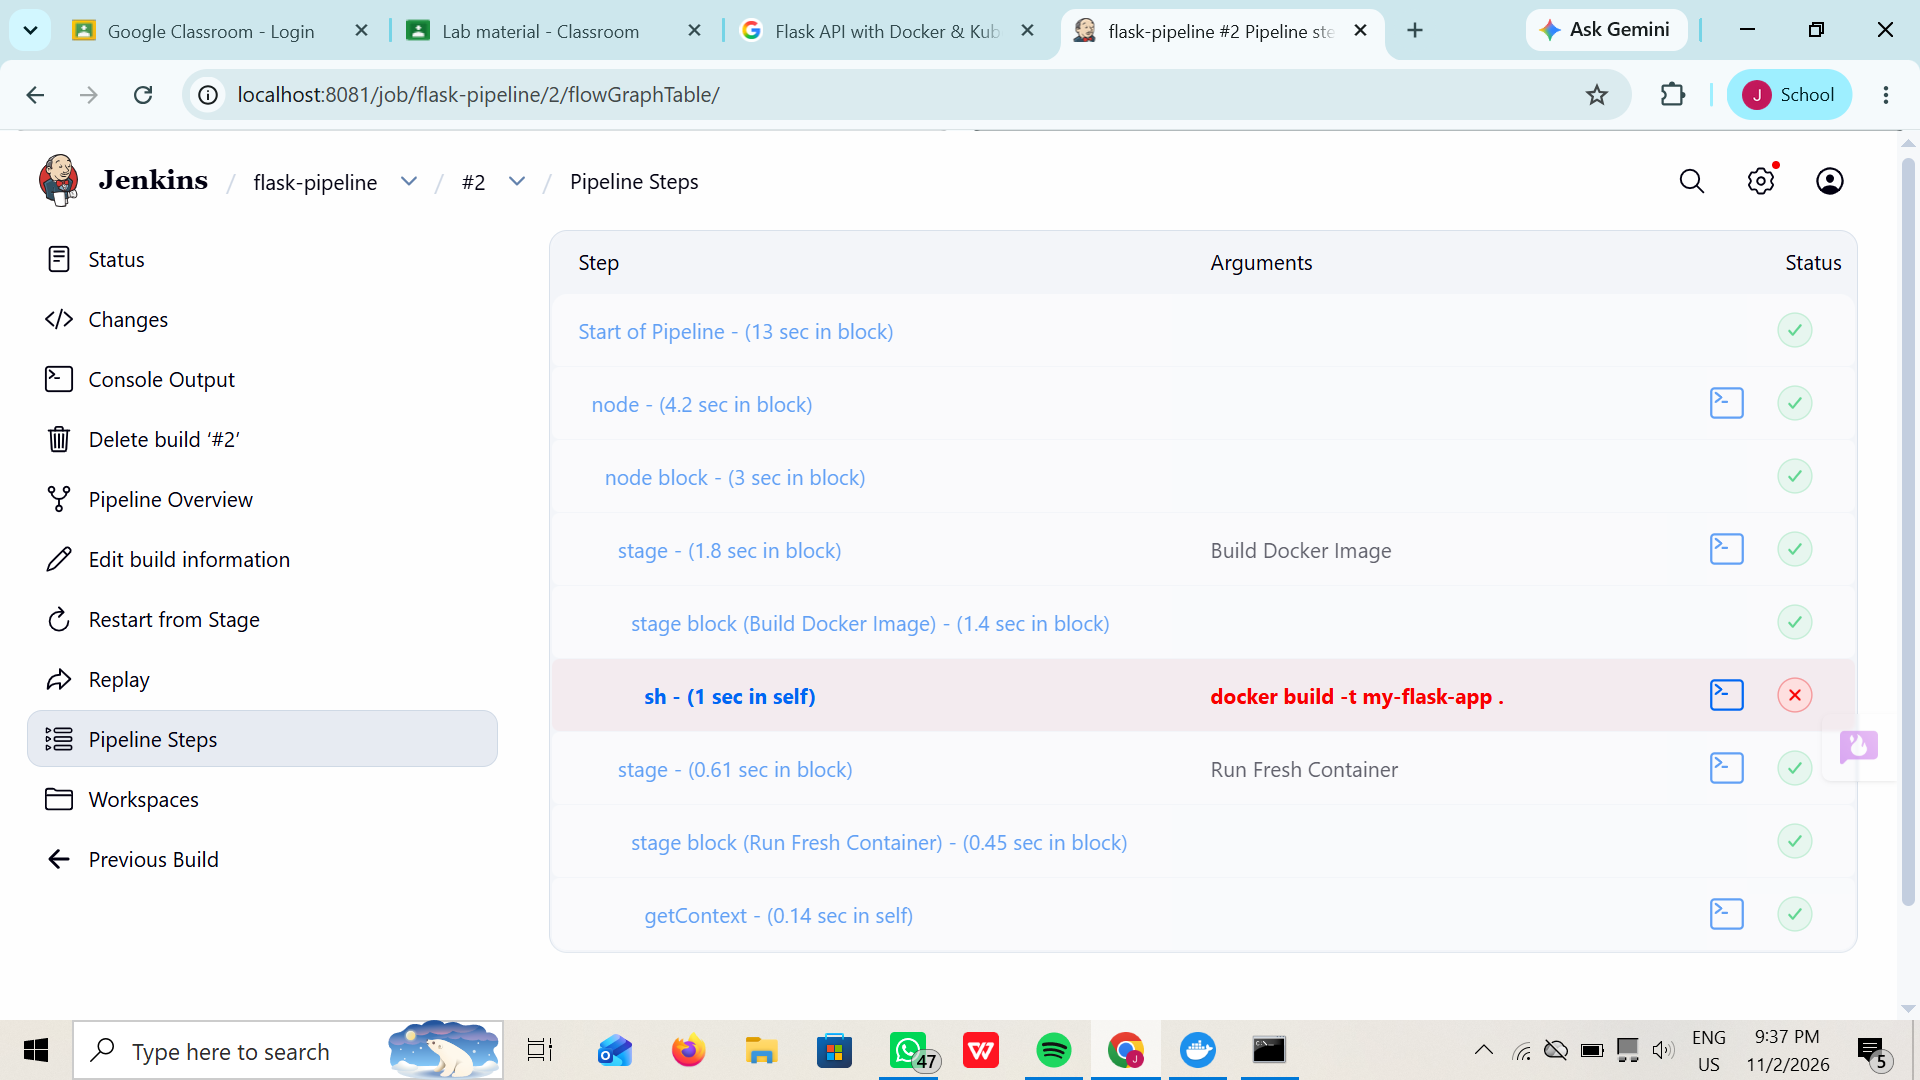 Google Classroom - Login
Lab material - Classroom
Flask API with Docker & Kub
flask-pipeline #2 Pipeline ste
Ask Gemini
localhost:8081/job/flask-pipeline/2/flowGraphTable/
J
School
Jenkins / flask-pipeline / #2 / Pipeline Steps
Status
Changes
Console Output
Delete build ‘#2’
Pipeline Overview
Edit build information
Restart from Stage
Replay
Pipeline Steps
Workspaces
Previous Build
Step Arguments Status
Start of Pipeline - (13 sec in block)
node - (4.2 sec in block)
node block - (3 sec in block)
stage - (1.8 sec in block) Build Docker Image
stage block (Build Docker Image) - (1.4 sec in block)
sh - (1 sec in self) docker build -t my-flask-app .
stage - (0.61 sec in block) Run Fresh Container
stage block (Run Fresh Container) - (0.45 sec in block)
getContext - (0.14 sec in self)
Type here to search
47
J
ENG
US
9:37 PM
11/2/2026
5